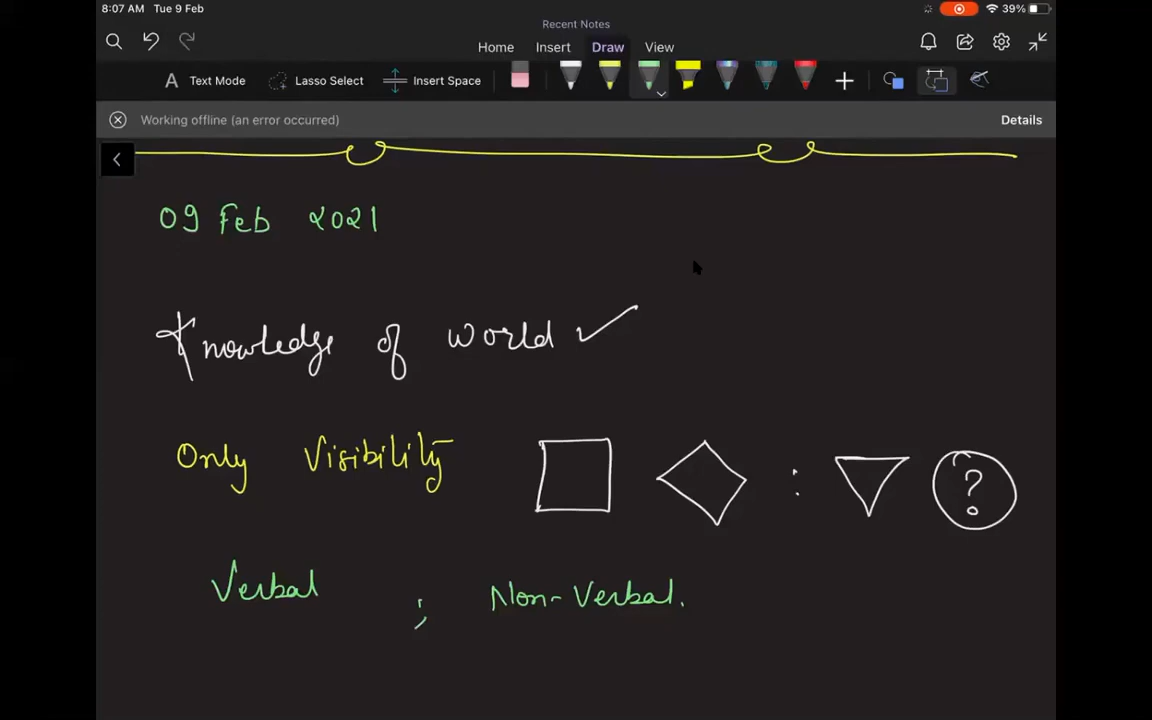 8:07 AM Tue 9 Feb
39%
Recent Notes
Home Insert Draw View
Text Mode Lasso Select Insert Space
Working offline (an error occurred) Details
09 Feb 2021
Knowledge of world ✓
Only Visibility : ?
Verbal ; Non-Verbal.